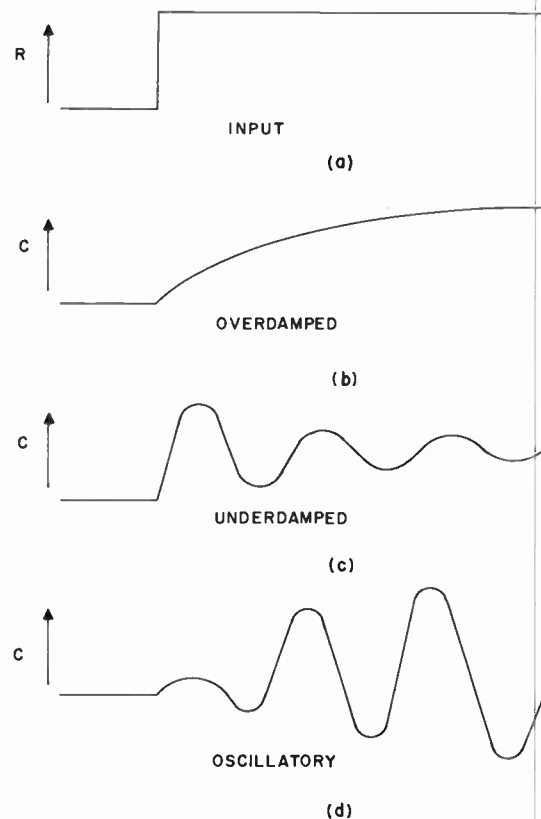 R
INPUT
(a)
C
OVERDAMPED
(b)
C
UNDERDAMPED
(c)
C
OSCILLATORY
(d)